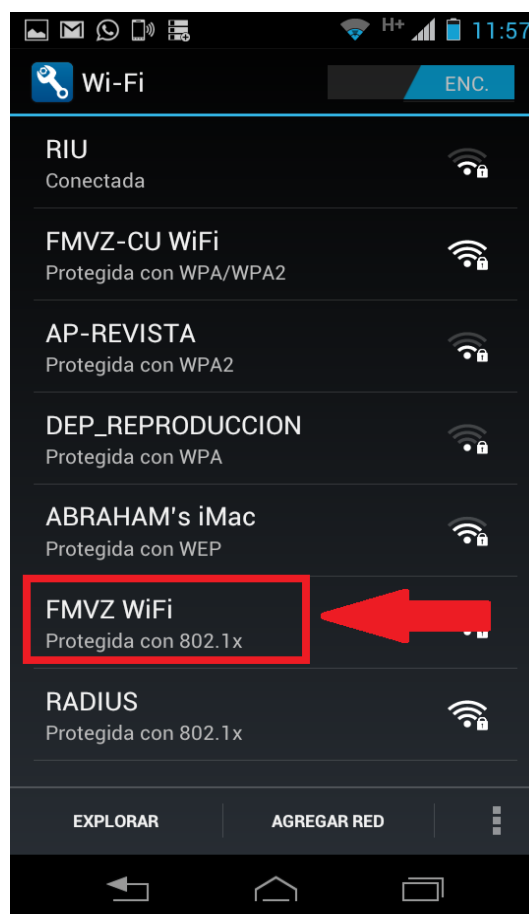 H+ 11:57
Wi-Fi ENC.
RIU
Conectada
FMVZ-CU WiFi
Protegida con WPA/WPA2
AP-REVISTA
Protegida con WPA2
DEP_REPRODUCCION
Protegida con WPA
ABRAHAM's iMac
Protegida con WEP
FMVZ WiFi
Protegida con 802.1x
RADIUS
Protegida con 802.1x
EXPLORAR AGREGAR RED